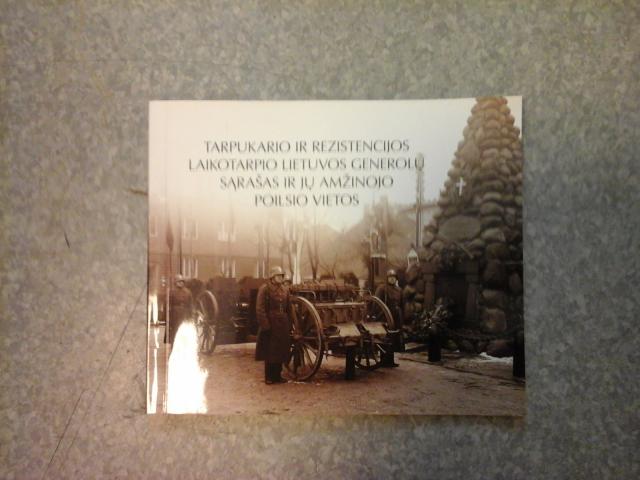 TARPUKARIO IR REZISTENCIJOS
LAIKOTARPIO LIETUVOS GENEROLŲ
SĄRAŠAS IR JŲ AMŽINOJO
POILSIO VIETOS